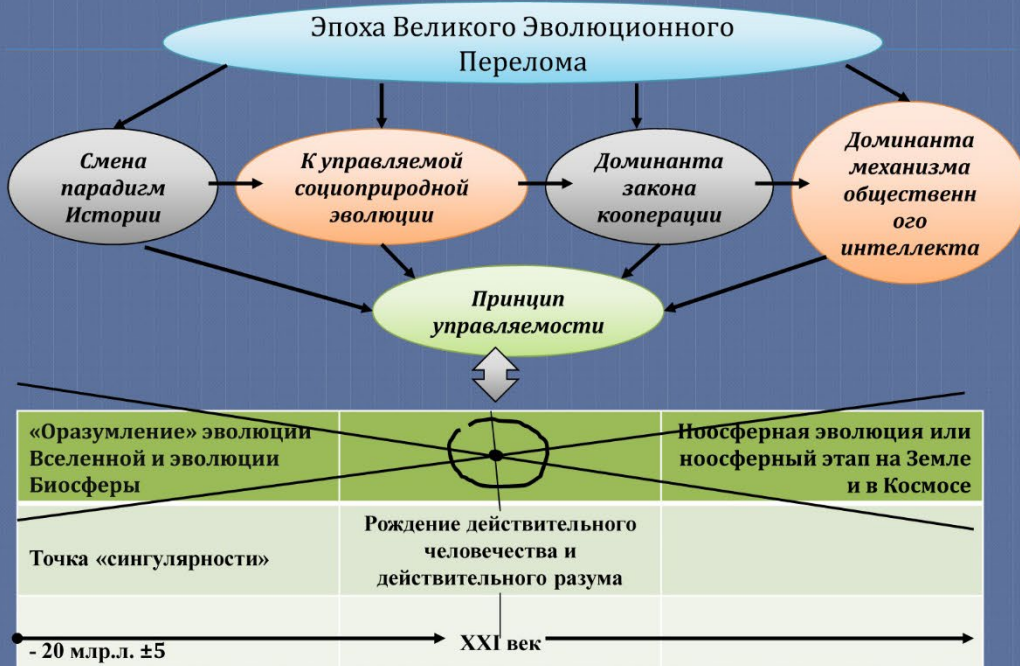 Эпоха Великого Эволюционного
Перелома
Смена
парадигм
Истории
К управляемой
социоприродной
эволюции
Доминанта
закона
кооперации
Доминанта
механизма
общественн
ого
интеллекта
Принцип
управляемости
«Оразумление» эволюции
Вселенной и эволюции
Биосферы
Ноосферная эволюция или
ноосферный этап на Земле
и в Космосе
Точка «сингулярности»
Рождение действительного
человечества и
действительного разума
- 20 млр.л. ±5
XXI век